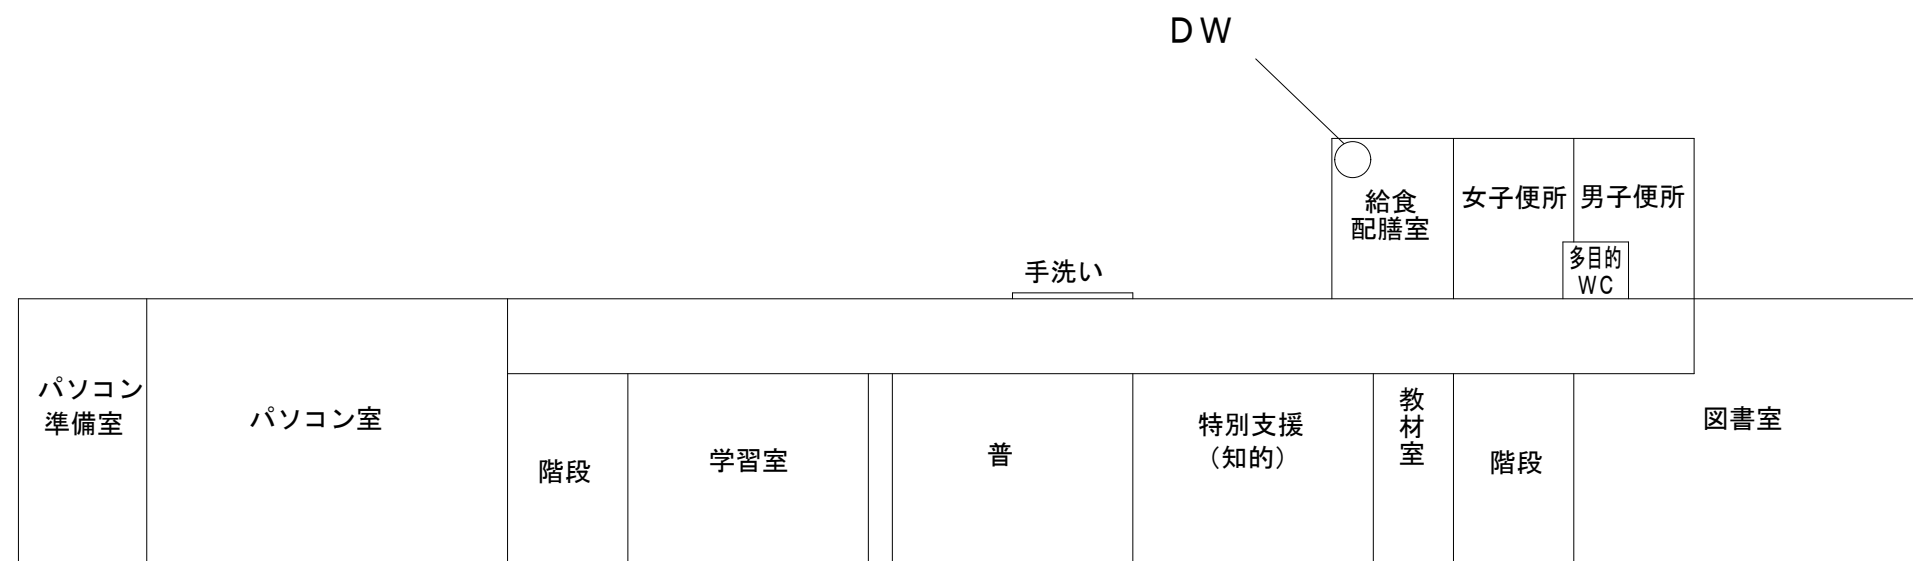 ＤＷ
給食
配膳室
女子便所
男子便所
多目的
ＷＣ
手洗い
パソコン
準備室
パソコン室
階段
学習室
普
特別支援
（知的）
教材室
階段
図書室